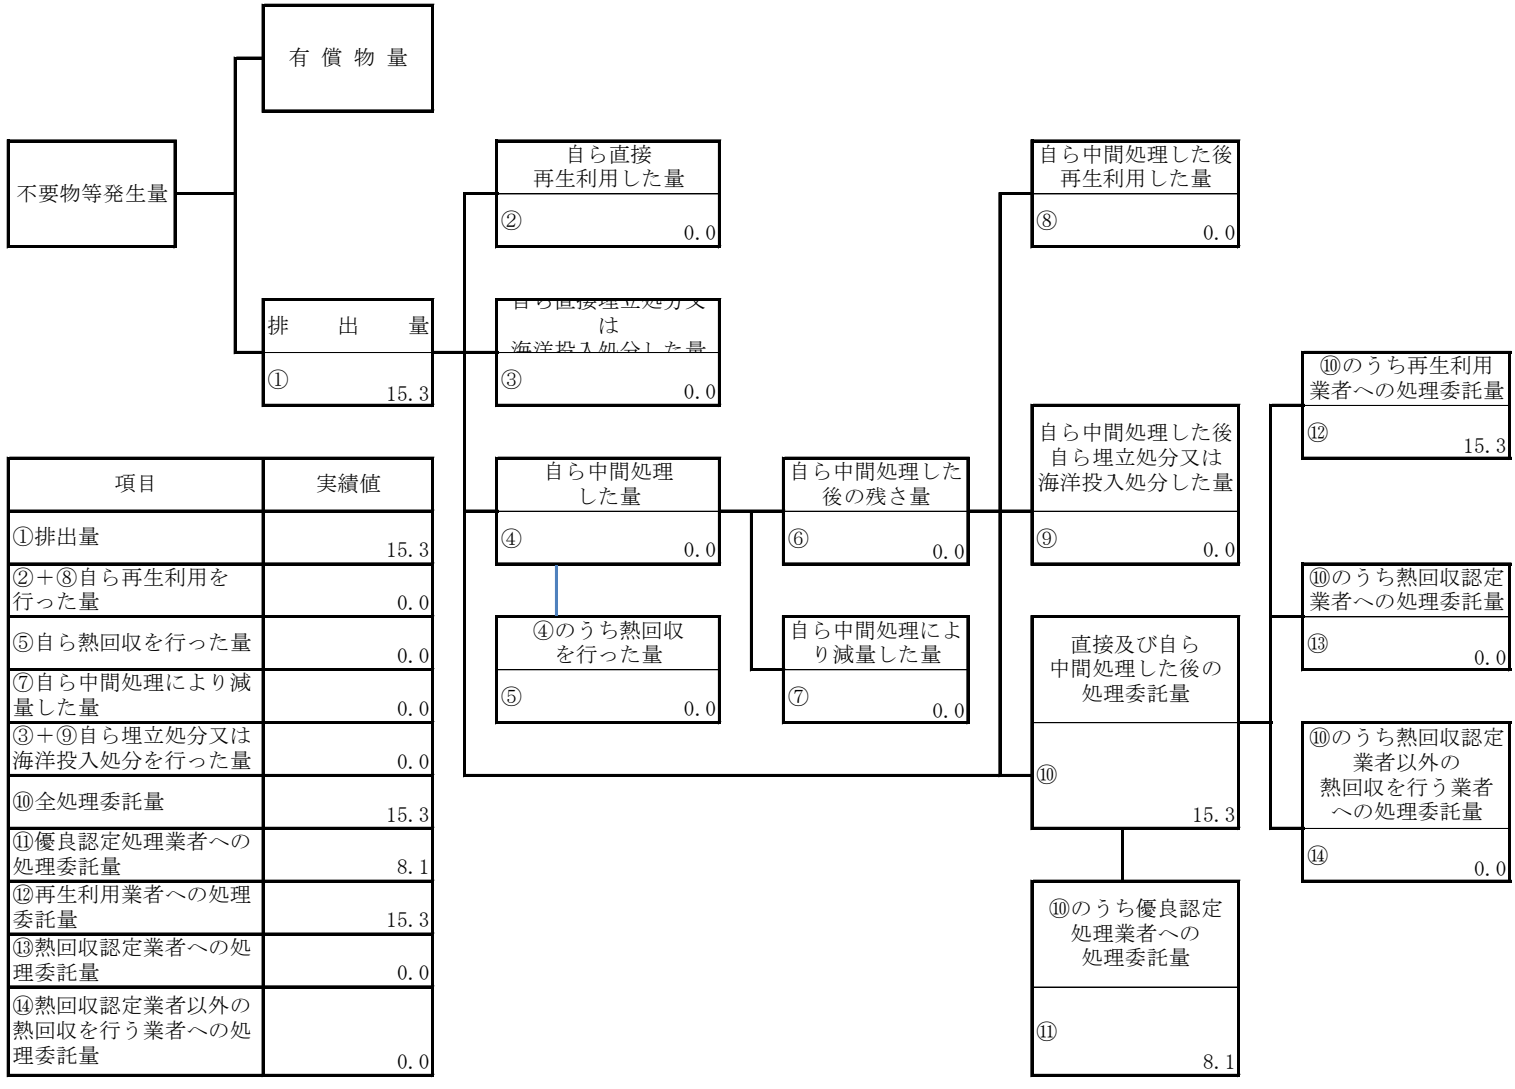 有償物量
不要物等発生量
排出量
①
15.3
自ら直接
再生利用した量
②
0.0
自ら直接埋立処分又
は
海洋投入処分した量
③
0.0
自ら中間処理
した量
④
0.0
④のうち熱回収
を行った量
⑤
0.0
自ら中間処理した
後の残さ量
⑥
0.0
自ら中間処理によ
り減量した量
⑦
0.0
自ら中間処理した後
再生利用した量
⑧
0.0
自ら中間処理した後
自ら埋立処分又は
海洋投入処分した量
⑨
0.0
直接及び自ら
中間処理した後の
処理委託量
⑩
15.3
⑩のうち優良認定
処理業者への
処理委託量
⑪
8.1
⑩のうち再生利用
業者への処理委託量
⑫
15.3
⑩のうち熱回収認定
業者への処理委託量
⑬
0.0
⑩のうち熱回収認定
業者以外の
熱回収を行う業者
への処理委託量
⑭
0.0
項目 実績値
①排出量
15.3
②＋⑧自ら再生利用を
行った量 0.0
⑤自ら熱回収を行った量
0.0
⑦自ら中間処理により減
量した量 0.0
③＋⑨自ら埋立処分又は
海洋投入処分を行った量 0.0
⑩全処理委託量
15.3
⑪優良認定処理業者への
処理委託量 8.1
⑫再生利用業者への処理
委託量 15.3
⑬熱回収認定業者への処
理委託量 0.0
⑭熱回収認定業者以外の
熱回収を行う業者への処
理委託量 0.0